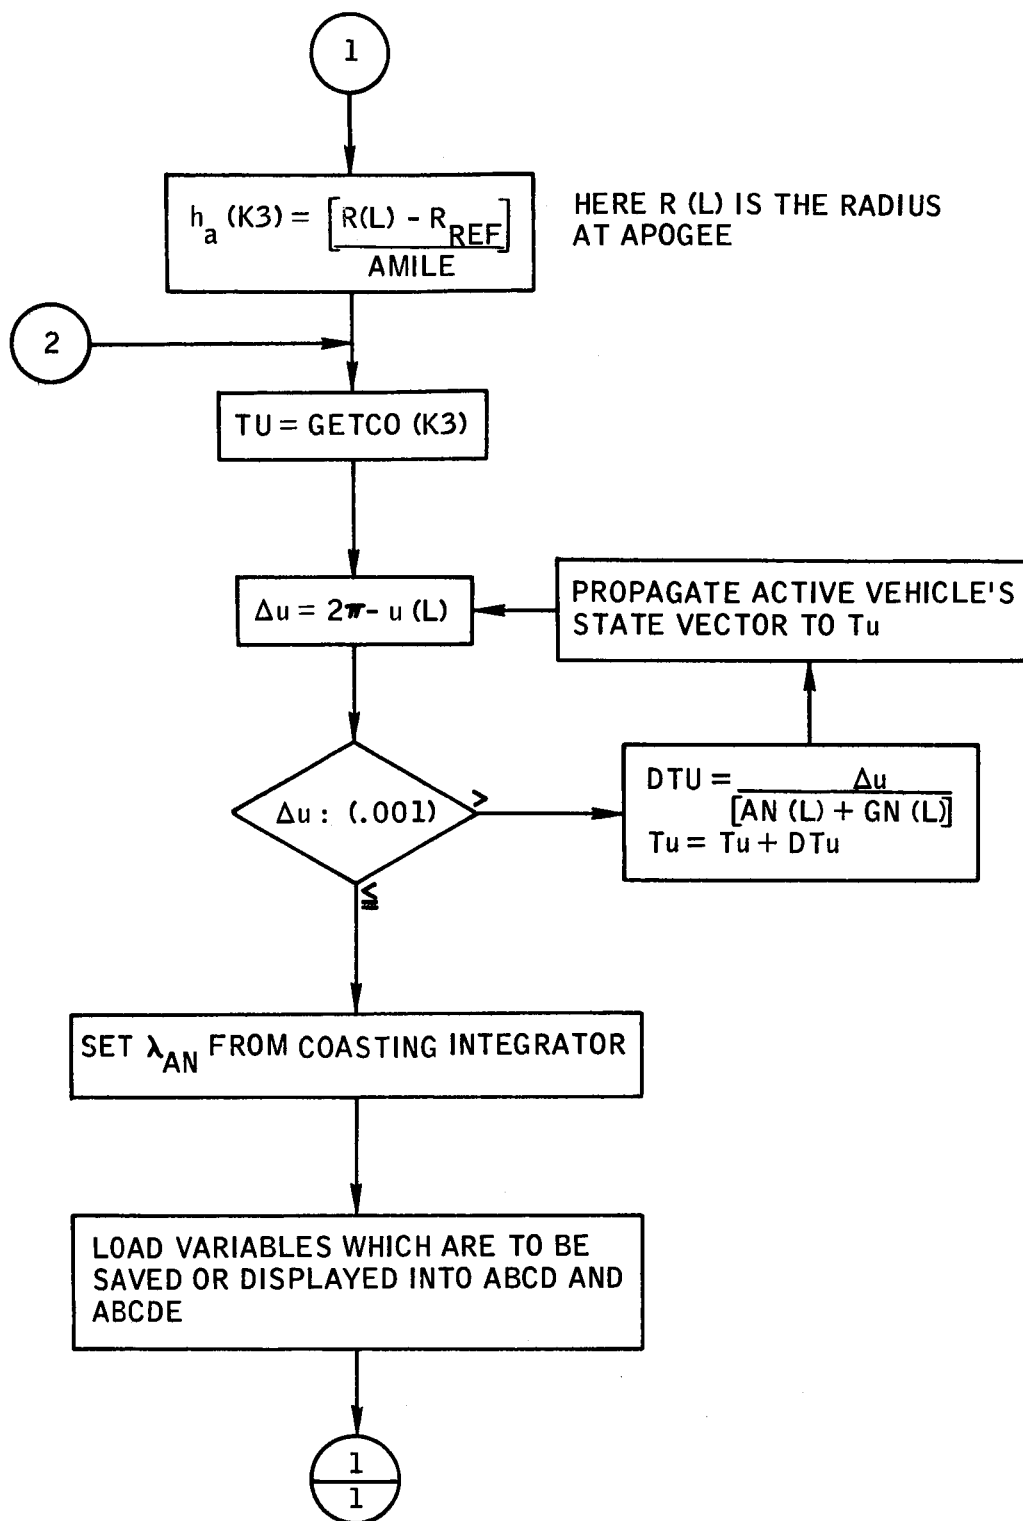 1
h_a (K3) = [R(L) - R_REF]
AMILE
HERE R (L) IS THE RADIUS
AT APOGEE
2
TU = GETCO (K3)
Δu = 2π - u (L)
PROPAGATE ACTIVE VEHICLE'S
STATE VECTOR TO Tu
Δu : (.001)
>
DTU = Δu
[AN (L) + GN (L)]
Tu = Tu + DTu
≤
SET λ_AN FROM COASTING INTEGRATOR
LOAD VARIABLES WHICH ARE TO BE
SAVED OR DISPLAYED INTO ABCD AND
ABCDE
1
1